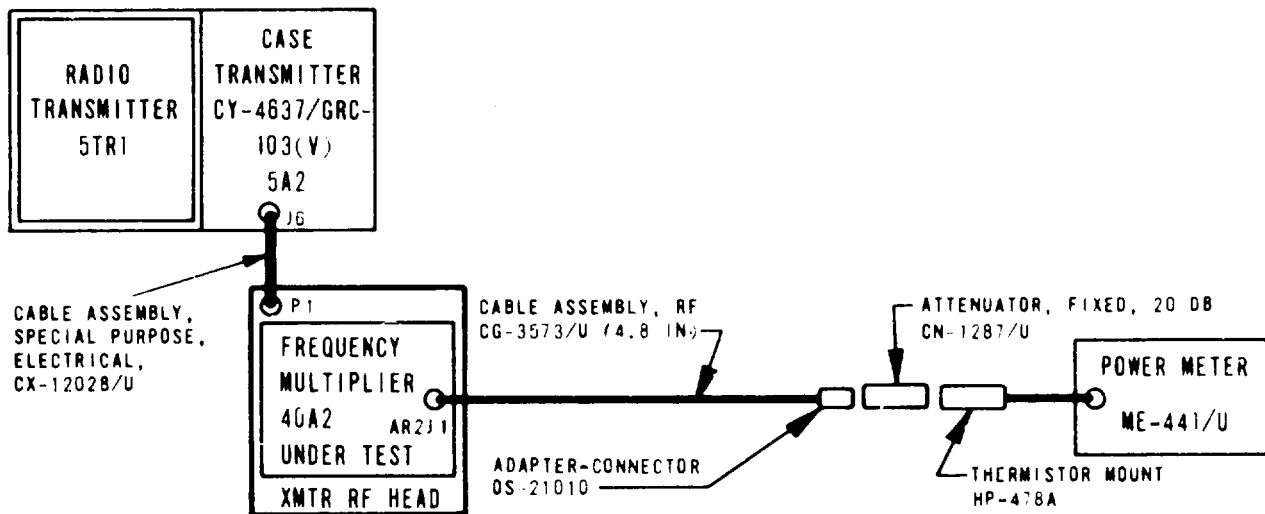 RADIO
TRANSMITTER
5TR1
CASE
TRANSMITTER
CY-4637/GRC-
103(V)
5A2
J6
CABLE ASSEMBLY,
SPECIAL PURPOSE,
ELECTRICAL,
CX-12028/U
P1
FREQUENCY
MULTIPLIER
40A2
AR2J1
UNDER TEST
XMTR RF HEAD
CABLE ASSEMBLY, RF
CG-3573/U (4.8 IN)
ADAPTER-CONNECTOR
OS-21010
ATTENUATOR, FIXED, 20 DB
CN-1287/U
THERMISTOR MOUNT
HP-478A
POWER METER
ME-441/U